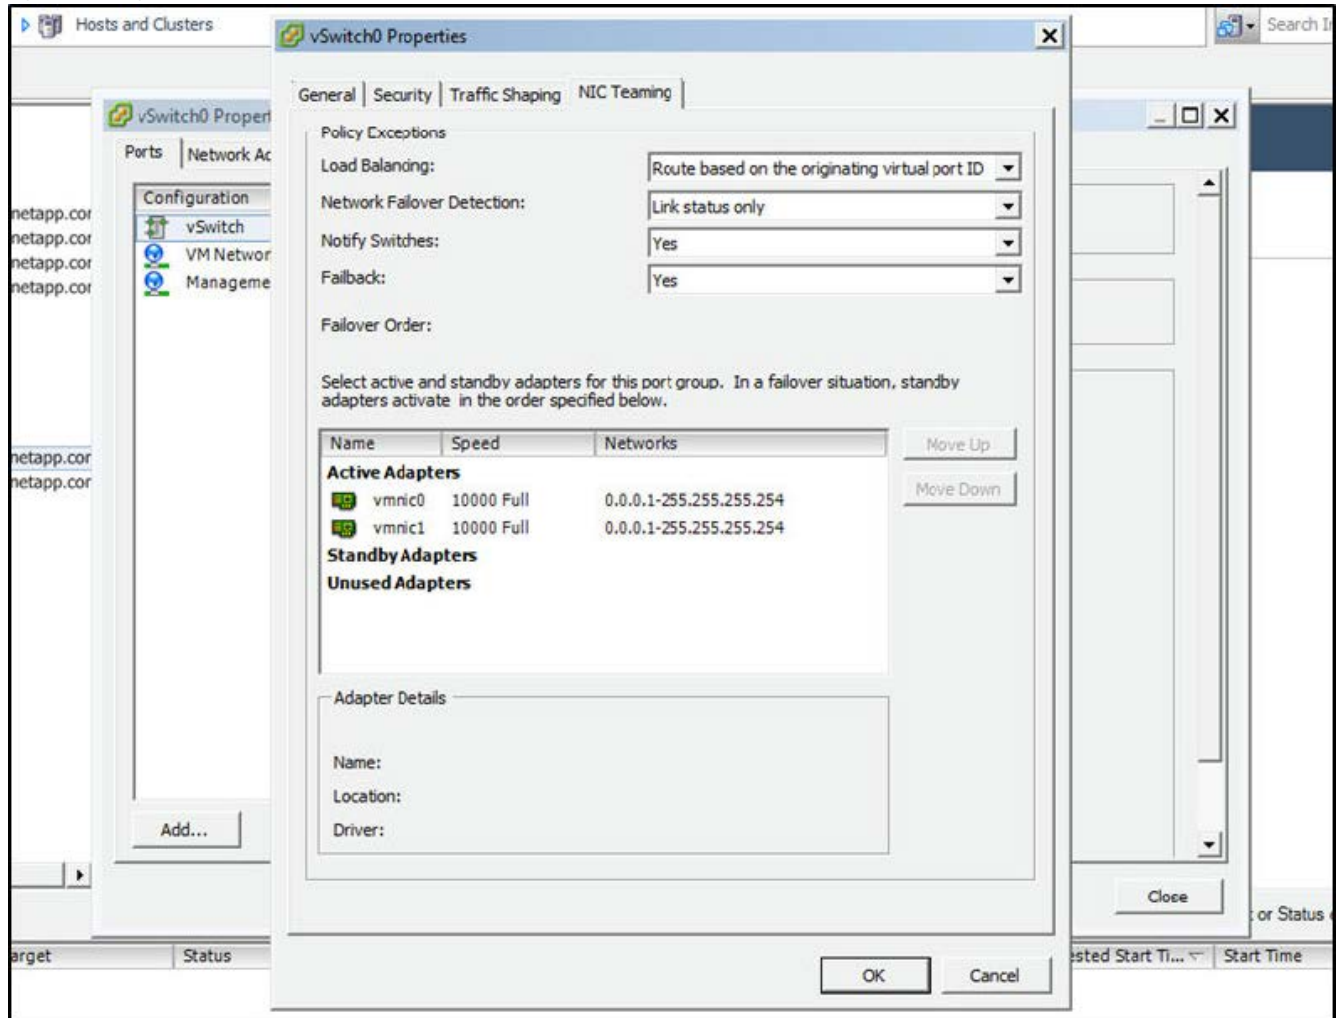 Hosts and Clusters
vSwitch0 Properties
Search In
General
Security
Traffic Shaping
NIC Teaming
vSwitch0 Propert
Ports
Network Ad
Configuration
vSwitch
VM Networ
Manageme
netapp.cor
netapp.cor
netapp.cor
netapp.cor
netapp.cor
netapp.cor
Policy Exceptions
Load Balancing:
Route based on the originating virtual port ID
Network Failover Detection:
Link status only
Notify Switches:
Yes
Failback:
Yes
Failover Order:
Select active and standby adapters for this port group. In a failover situation, standby
adapters activate in the order specified below.
Name Speed Networks
Active Adapters
vmnic0 10000 Full 0.0.0.1-255.255.255.254
vmnic1 10000 Full 0.0.0.1-255.255.255.254
Standby Adapters
Unused Adapters
Move Up
Move Down
Adapter Details
Name:
Location:
Driver:
Add...
Close
or Status
arget
Status
ested Start Ti...
Start Time
OK
Cancel